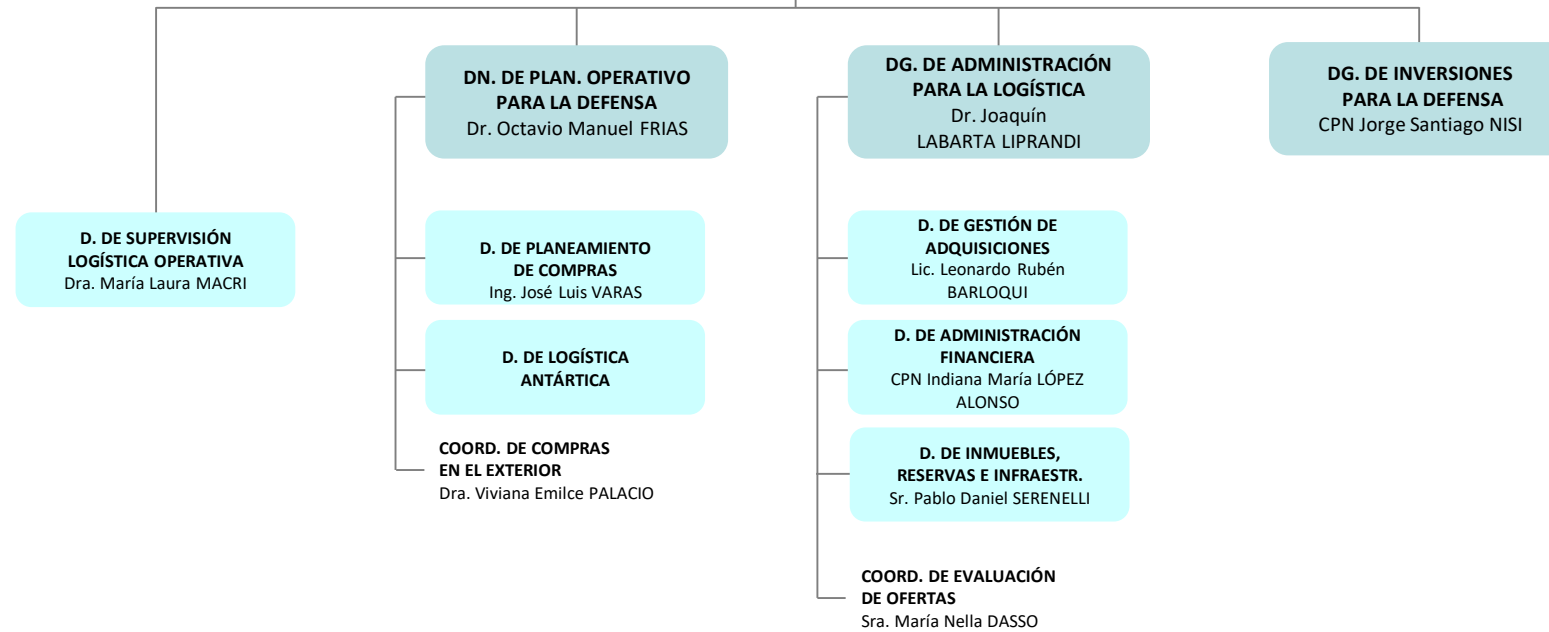 DN. DE PLAN. OPERATIVO
PARA LA DEFENSA
Dr. Octavio Manuel FRIAS
DG. DE ADMINISTRACIÓN
PARA LA LOGÍSTICA
Dr. Joaquín
LABARTA LIPRANDI
DG. DE INVERSIONES
PARA LA DEFENSA
CPN Jorge Santiago NISI
D. DE SUPERVISIÓN
LOGÍSTICA OPERATIVA
Dra. María Laura MACRI
D. DE PLANEAMIENTO
DE COMPRAS
Ing. José Luis VARAS
D. DE GESTIÓN DE
ADQUISICIONES
Lic. Leonardo Rubén
BARLOQUI
D. DE LOGÍSTICA
ANTÁRTICA
D. DE ADMINISTRACIÓN
FINANCIERA
CPN Indiana María LÓPEZ
ALONSO
COORD. DE COMPRAS
EN EL EXTERIOR
Dra. Viviana Emilce PALACIO
D. DE INMUEBLES,
RESERVAS E INFRAESTR.
Sr. Pablo Daniel SERENELLI
COORD. DE EVALUACIÓN
DE OFERTAS
Sra. María Nella DASSO